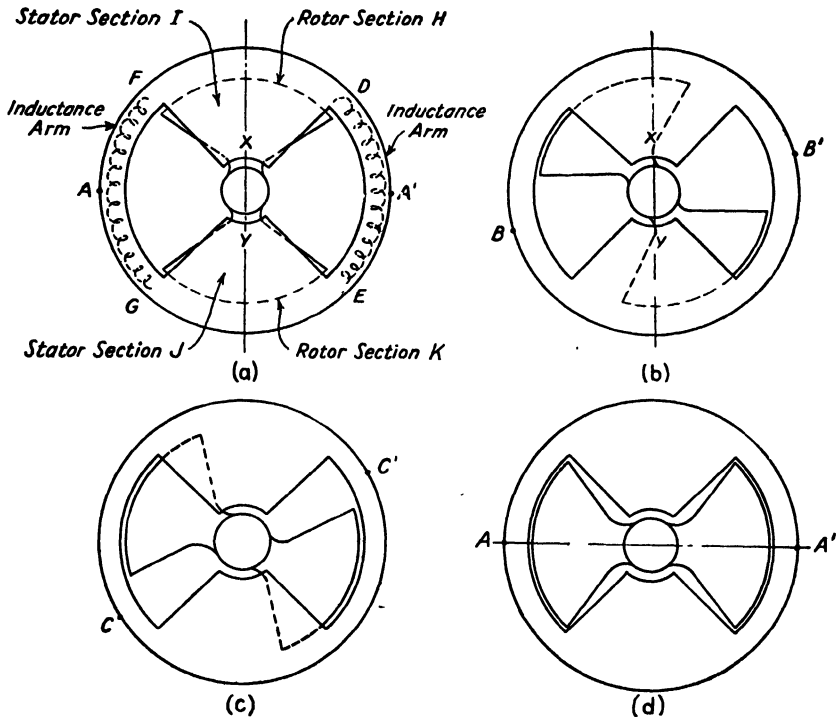 Stator Section I
Rotor Section H
F
D
Inductance
Arm
Inductance
Arm
X
A
A'
Y
G
E
Stator Section J
Rotor Section K
(a)
X
B'
B
Y
(b)
C'
C'
(c)
A
A'
(d)